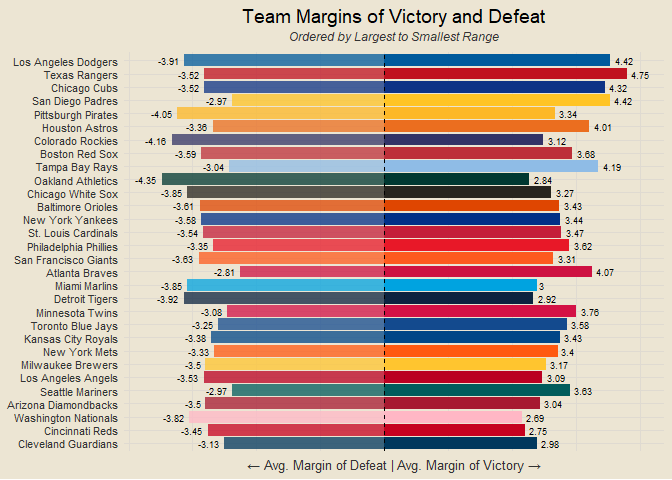 Team Margins of Victory and Defeat
Ordered by Largest to Smallest Range
Los Angeles Dodgers -3.91 4.42
Texas Rangers -3.52 4.75
Chicago Cubs -3.52 4.32
San Diego Padres -2.97 4.42
Pittsburgh Pirates -4.05 3.34
Houston Astros -3.36 4.01
Colorado Rockies -4.16 3.12
Boston Red Sox -3.59 3.68
Tampa Bay Rays -3.04 4.19
Oakland Athletics -4.35 2.84
Chicago White Sox -3.85 3.27
Baltimore Orioles -3.61 3.43
New York Yankees -3.58 3.44
St. Louis Cardinals -3.54 3.47
Philadelphia Phillies -3.35 3.62
San Francisco Giants -3.63 3.31
Atlanta Braves -2.81 4.07
Miami Marlins -3.85 3
Detroit Tigers -3.92 2.92
Minnesota Twins -3.08 3.76
Toronto Blue Jays -3.25 3.58
Kansas City Royals -3.38 3.43
New York Mets -3.33 3.4
Milwaukee Brewers -3.5 3.17
Los Angeles Angels -3.53 3.09
Seattle Mariners -2.97 3.63
Arizona Diamondbacks -3.5 3.04
Washington Nationals -3.82 2.69
Cincinnati Reds -3.45 2.75
Cleveland Guardians -3.13 2.98
← Avg. Margin of Defeat | Avg. Margin of Victory →